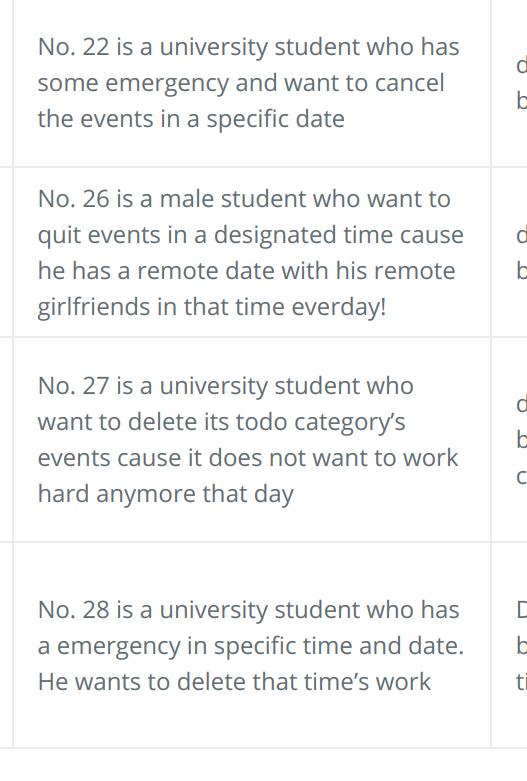 No. 22 is a university student who has
some emergency and want to cancel
the events in a specific date
No. 26 is a male student who want to
quit events in a designated time cause
he has a remote date with his remote
girlfriends in that time everday!
No. 27 is a university student who
want to delete its todo category’s
events cause it does not want to work
hard anymore that day
No. 28 is a university student who has
a emergency in specific time and date.
He wants to delete that time’s work